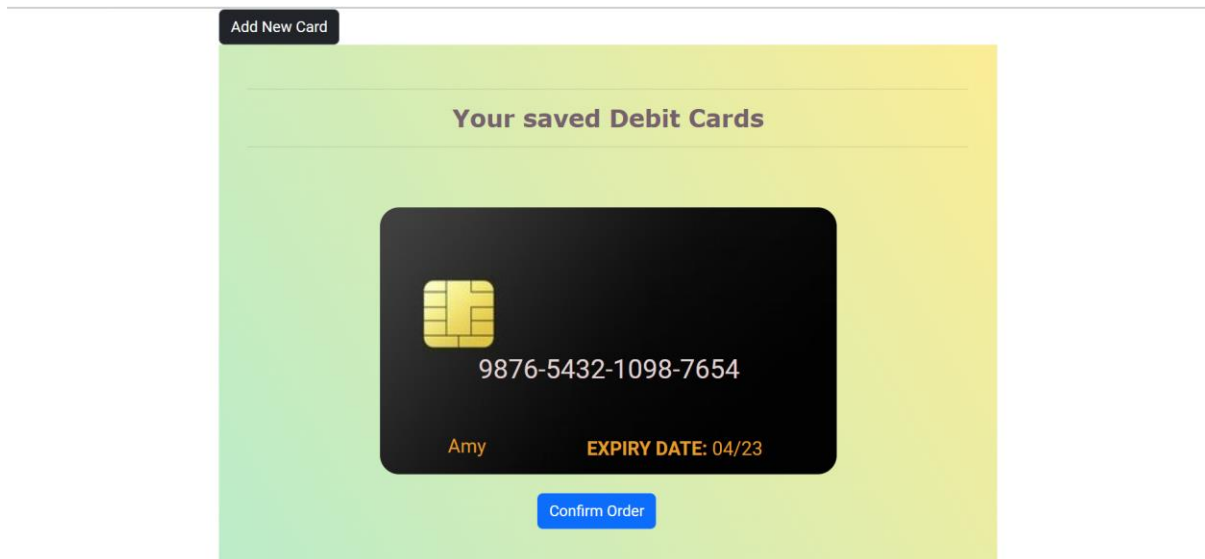 Add New Card
Your saved Debit Cards
9876-5432-1098-7654
Amy
EXPIRY DATE: 04/23
Confirm Order